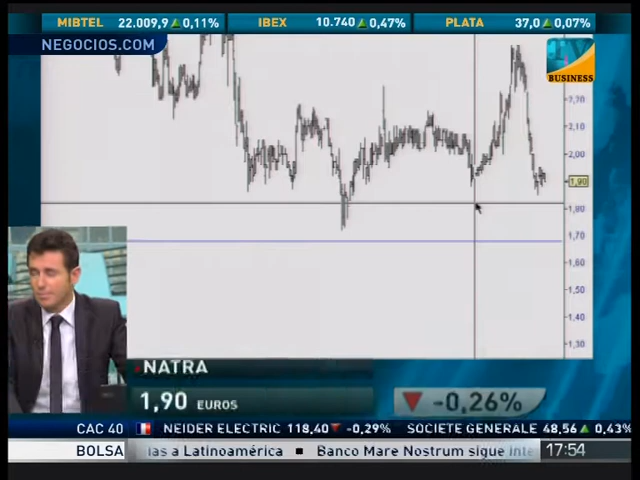 MIBTEL 22.009,9 0,11% IBEX 10.740 0,47% PLATA 37,0 0,07%
NEGOCIOS.COM
BUSINESS
2,20
2,10
2,00
1,90
1,80
1,70
1,60
1,50
1,40
1,30
NATRA
1,90 EUROS -0,26%
CAC 40 NEIDER ELECTRIC 118,40 -0,29% SOCIETE GENERALE 48,56 0,43%
BOLSA ias a Latinoamérica ■ Banco Mare Nostrum sigue inte 17:54